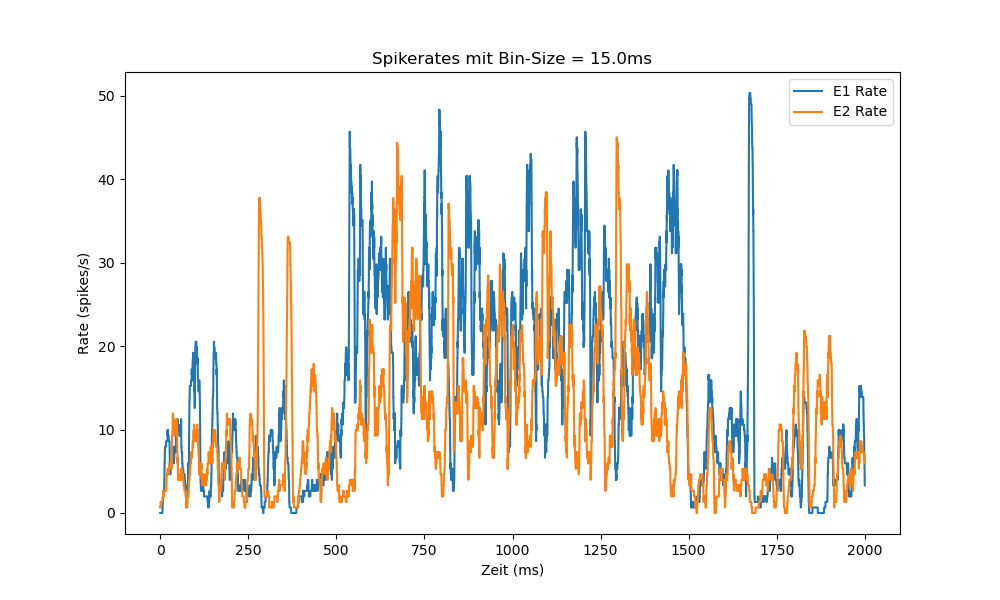 Spikerates mit Bin-Size = 15.0ms
E1 Rate
E2 Rate
50
40
30
20
10
0
Rate (spikes/s)
0 250 500 750 1000 1250 1500 1750 2000
Zeit (ms)